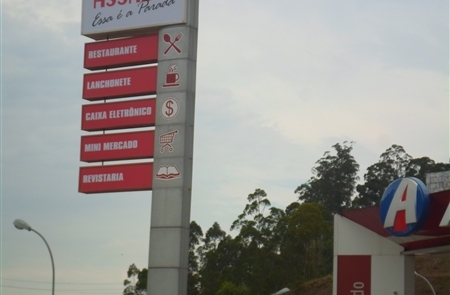 Essa é a Parada
RESTAURANTE
LANCHONETE
CAIXA ELETRÔNICO
$
MINI MERCADO
REVISTARIA
A